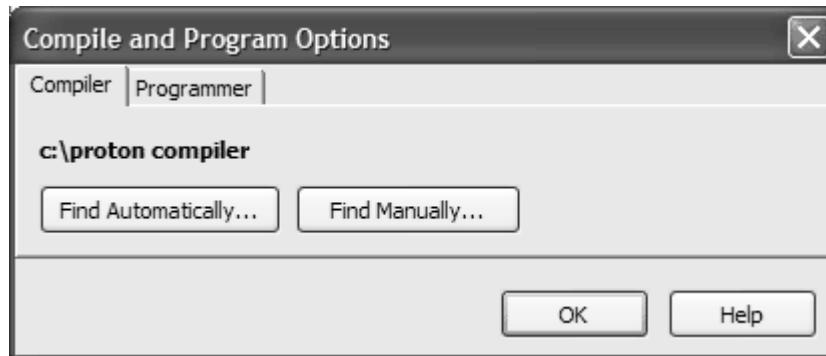 Compile and Program Options
Compiler Programmer
c:\proton compiler
Find Automatically... Find Manually...
OK Help